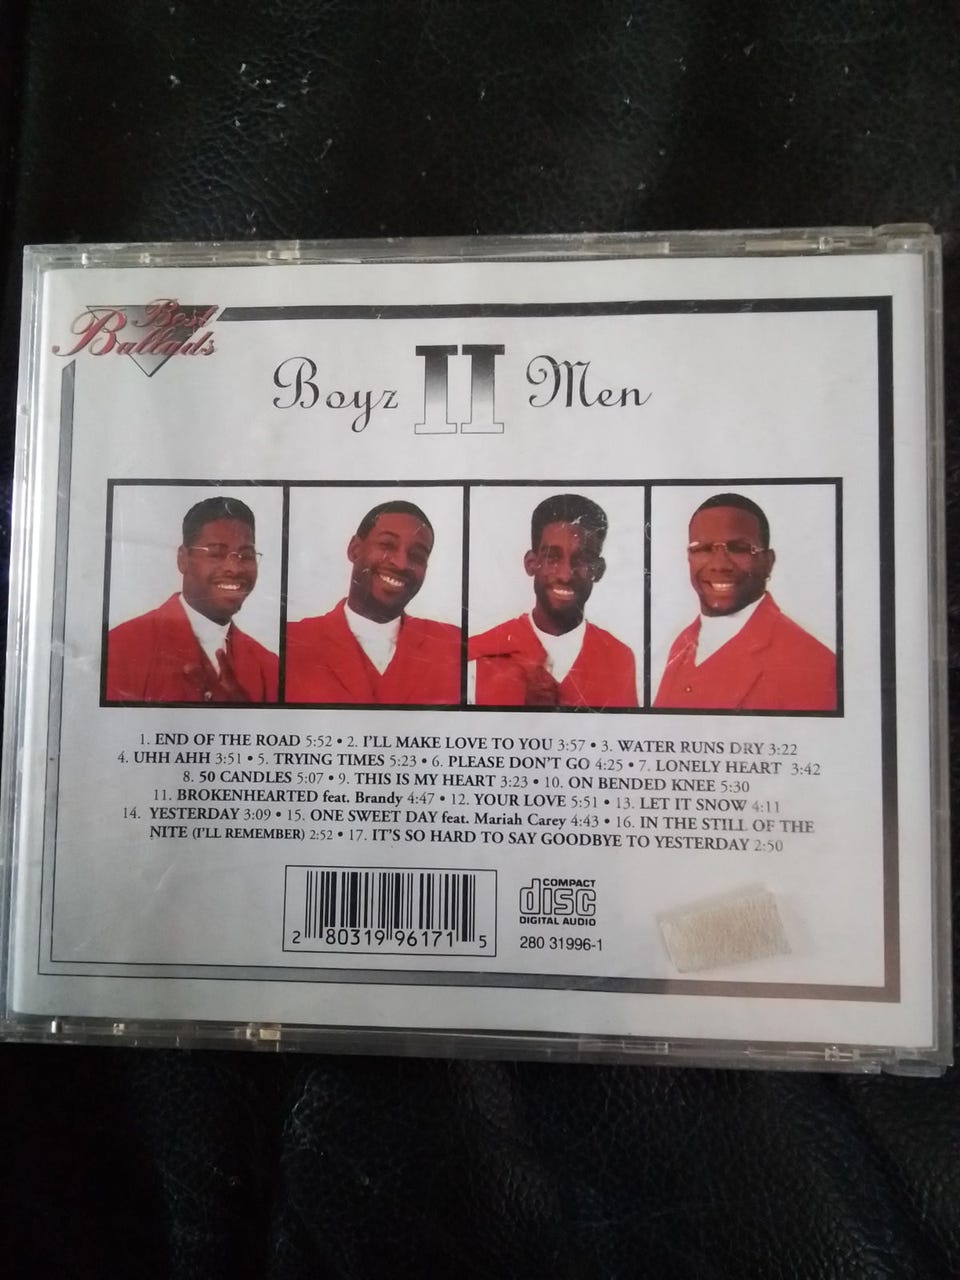 Best
Ballads
Boyz II Men
1. END OF THE ROAD 5:52 • 2. I'LL MAKE LOVE TO YOU 3:57 • 3. WATER RUNS DRY 3:22
4. UHH AHH 3:51 • 5. TRYING TIMES 5:23 • 6. PLEASE DON'T GO 4:25 • 7. LONELY HEART 3:42
8. 50 CANDLES 5:07 • 9. THIS IS MY HEART 3:23 • 10. ON BENDED KNEE 5:30
11. BROKENHEARTED feat. Brandy 4:47 • 12. YOUR LOVE 5:51 • 13. LET IT SNOW 4:11
14. YESTERDAY 3:09 • 15. ONE SWEET DAY feat. Mariah Carey 4:43 • 16. IN THE STILL OF THE
NITE (I'LL REMEMBER) 2:52 • 17. IT'S SO HARD TO SAY GOODBYE TO YESTERDAY 2:50
COMPACT
disc
DIGITAL AUDIO
2 80319 96171 5
280 31996-1